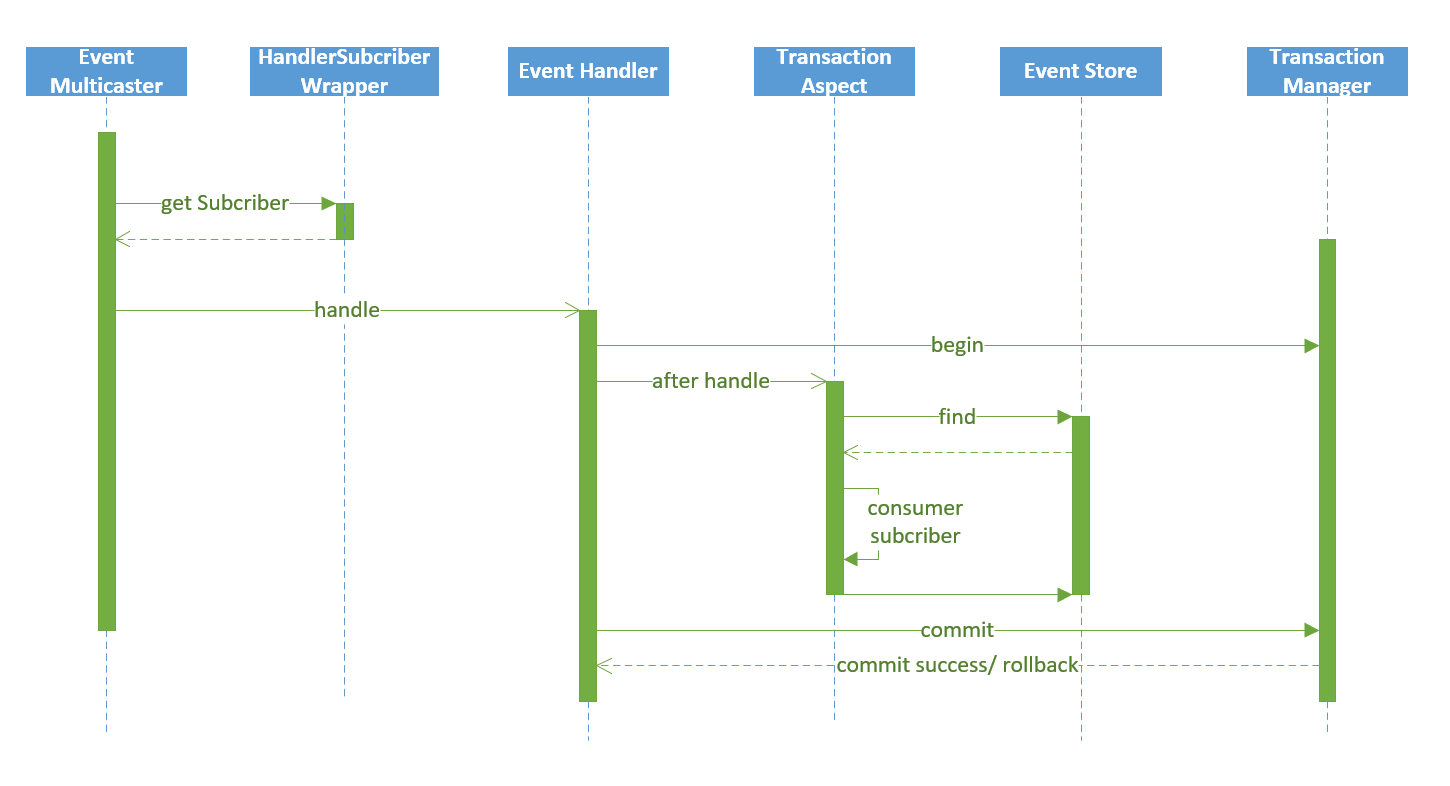 Event
Multicaster
HandlerSubcriber
Wrapper
Event Handler
Transaction
Aspect
Event Store
Transaction
Manager
get Subcriber
handle
begin
after handle
find
consumer
subcriber
commit
commit success/ rollback